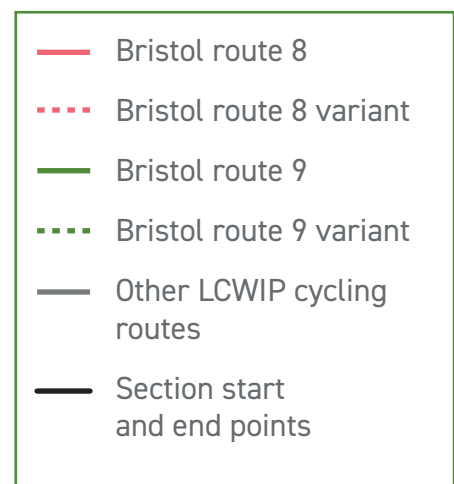 Bristol route 8
Bristol route 8 variant
Bristol route 9
Bristol route 9 variant
Other LCWIP cycling
routes
Section start
and end points